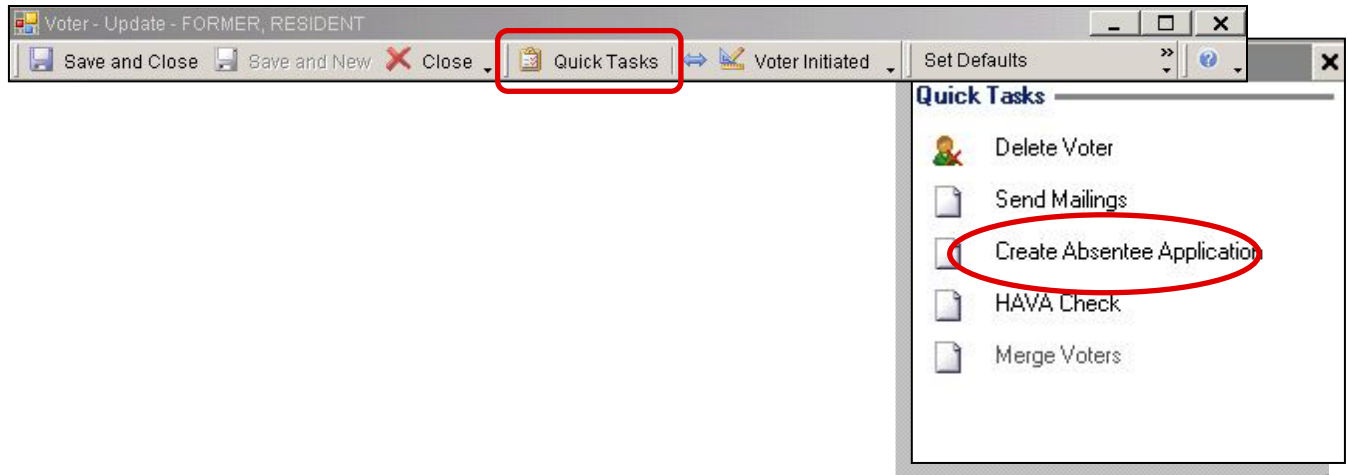 Voter - Update - FORMER, RESIDENT
Save and Close Save and New Close Quick Tasks Voter Initiated Set Defaults
Quick Tasks
Delete Voter
Send Mailings
Create Absentee Application
HAVA Check
Merge Voters